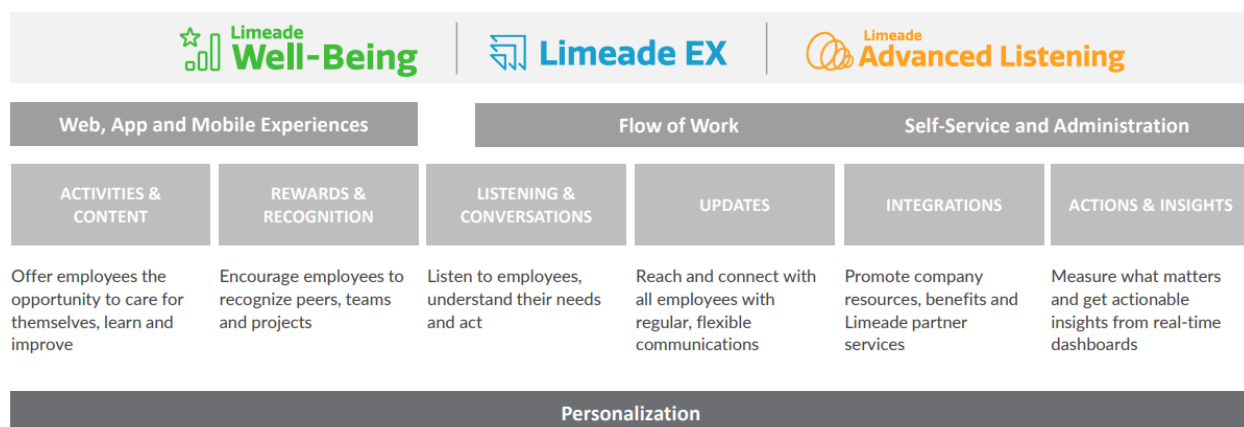 Limeade
Well-Being
Limeade EX
Limeade
Advanced Listening
Web, App and Mobile Experiences
Flow of Work
Self-Service and Administration
ACTIVITIES &
CONTENT
REWARDS &
RECOGNITION
LISTENING &
CONVERSATIONS
UPDATES
INTEGRATIONS
ACTIONS & INSIGHTS
Offer employees the
opportunity to care for
themselves, learn and
improve
Encourage employees to
recognize peers, teams
and projects
Listen to employees,
understand their needs
and act
Reach and connect with
all employees with
regular, flexible
communications
Promote company
resources, benefits and
Limeade partner
services
Measure what matters
and get actionable
insights from real-time
dashboards
Personalization